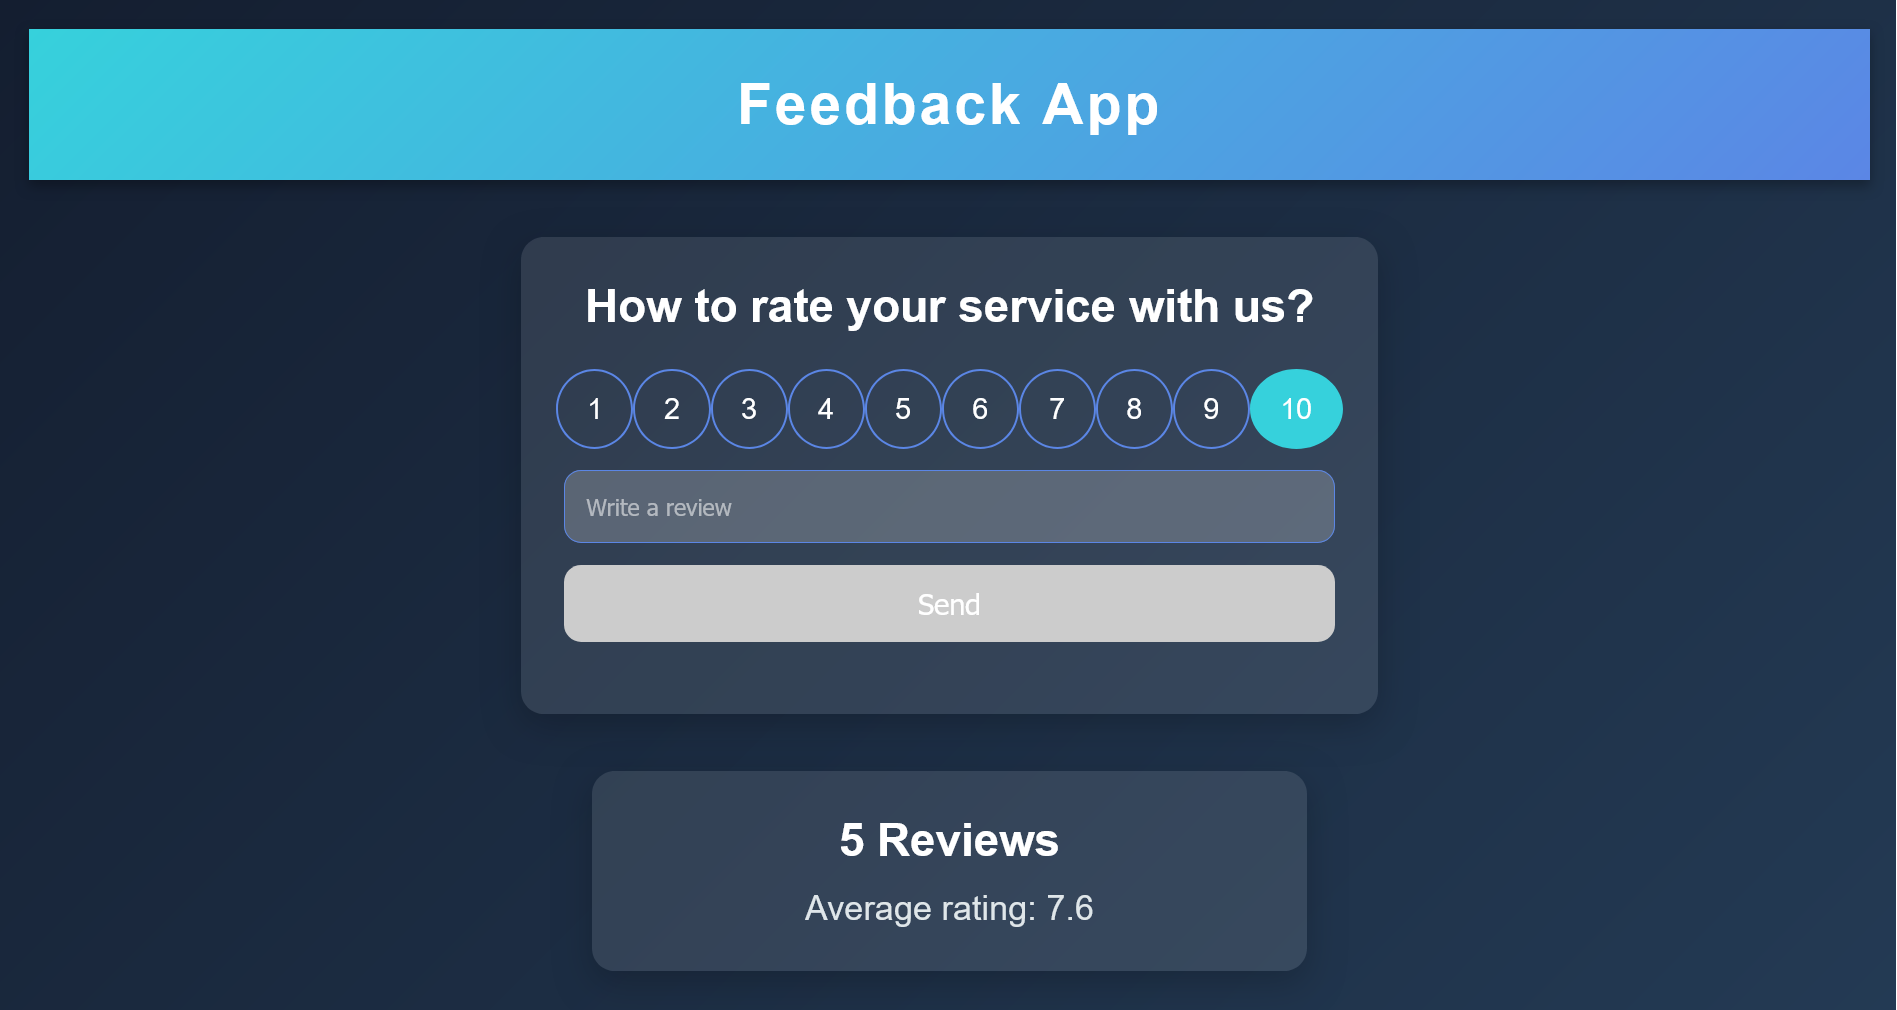 Feedback App
How to rate your service with us?
1 2 3 4 5 6 7 8 9 10
Write a review
Send
5 Reviews
Average rating: 7.6